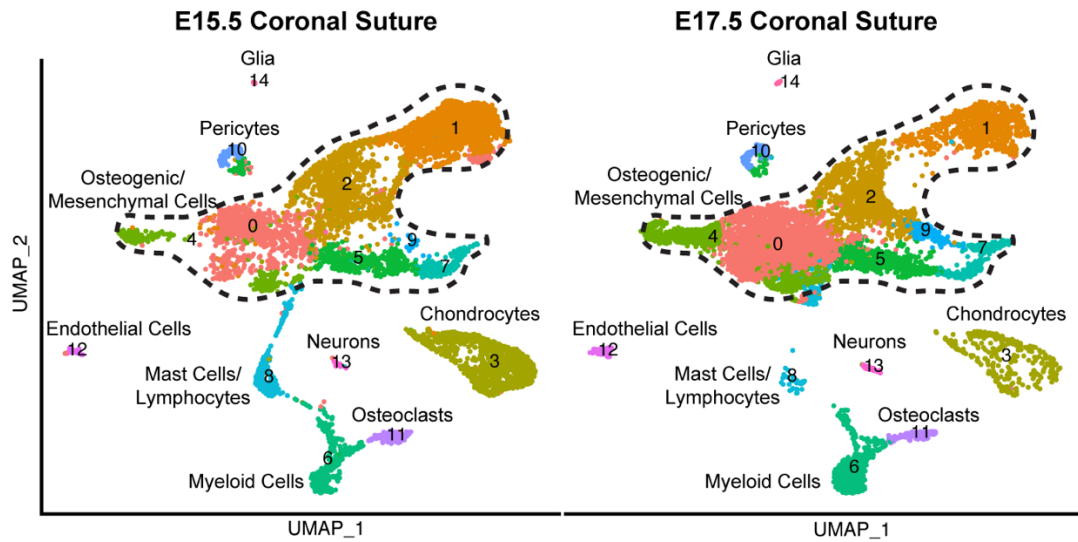 E15.5 Coronal Suture
Glia
14
Pericytes
10
1
Osteogenic/
Mesenchymal Cells
2
4
0
9
5
7
Endothelial Cells
12
Neurons
13
Chondrocytes
3
8
Mast Cells/
Lymphocytes
Osteoclasts
11
6
Myeloid Cells
UMAP_2
UMAP_1
E17.5 Coronal Suture
Glia
14
Pericytes
10
1
Osteogenic/
Mesenchymal Cells
2
4
0
9
5
7
Endothelial Cells
12
Neurons
13
Chondrocytes
3
8
Mast Cells/
Lymphocytes
Osteoclasts
11
6
Myeloid Cells
UMAP_1